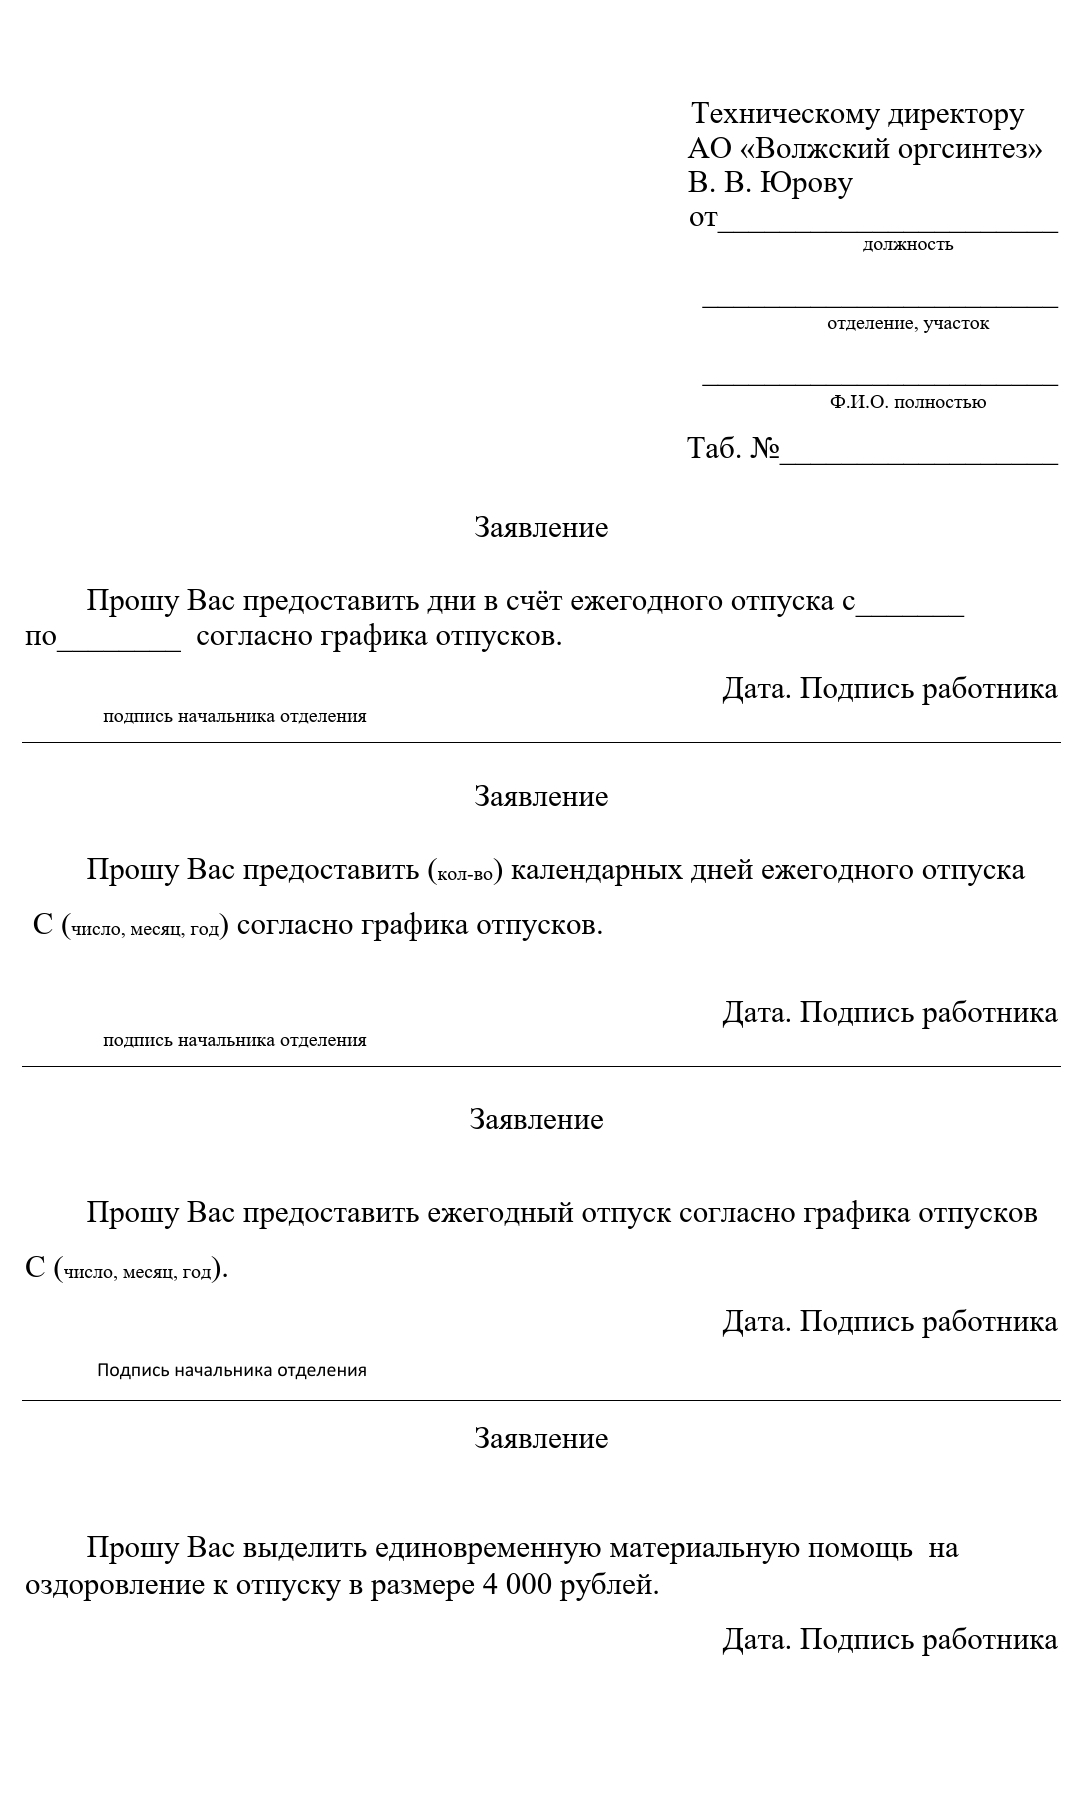 Техническому директору
АО «Волжский оргсинтез»
В. В. Юрову
от______________________
должность
_______________________
отделение, участок
_______________________
Ф.И.О. полностью
Таб. №__________________
Заявление
Прошу Вас предоставить дни в счёт ежегодного отпуска с_______
по________ согласно графика отпусков.
Дата. Подпись работника
подпись начальника отделения
Заявление
Прошу Вас предоставить (кол-во) календарных дней ежегодного отпуска
С (число, месяц, год) согласно графика отпусков.
Дата. Подпись работника
подпись начальника отделения
Заявление
Прошу Вас предоставить ежегодный отпуск согласно графика отпусков
С (число, месяц, год).
Дата. Подпись работника
Подпись начальника отделения
Заявление
Прошу Вас выделить единовременную материальную помощь на
оздоровление к отпуску в размере 4 000 рублей.
Дата. Подпись работника